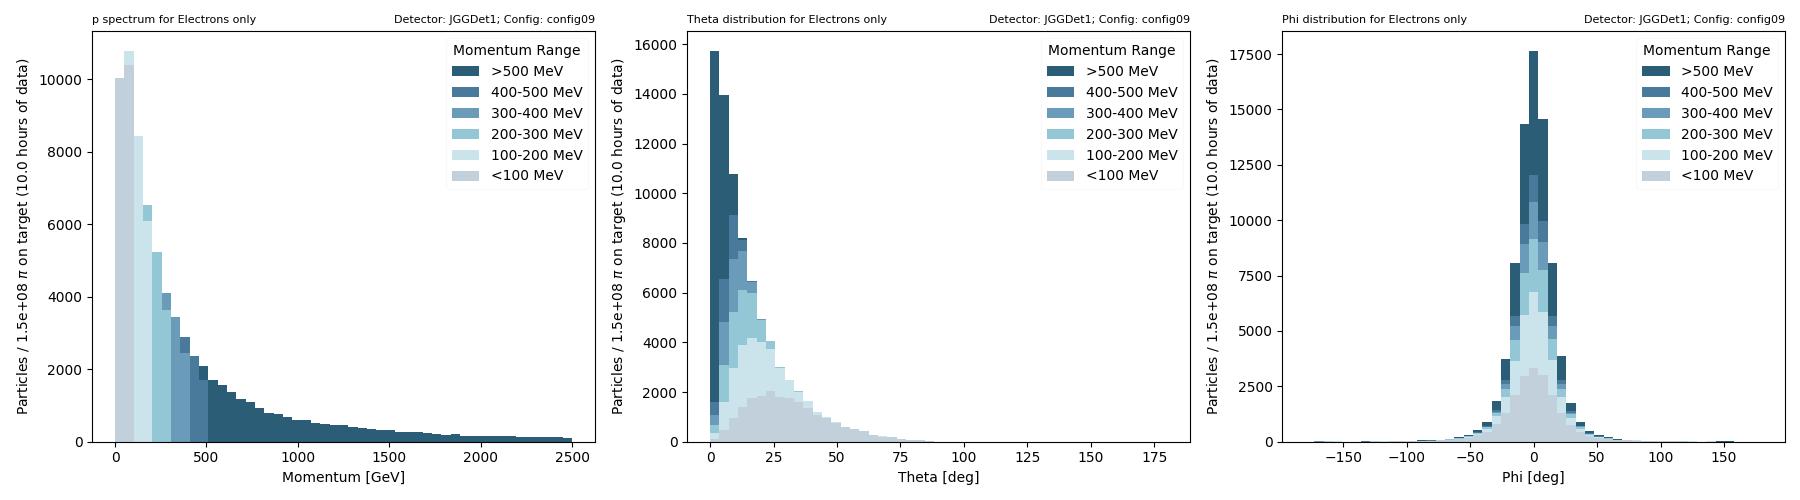 p spectrum for Electrons only
Detector: JGGDet1; Config: config09
Particles / 1.5e+08 π on target (10.0 hours of data)
10000
8000
6000
4000
2000
0
Momentum Range
>500 MeV
400-500 MeV
300-400 MeV
200-300 MeV
100-200 MeV
<100 MeV
0
500
1000
1500
2000
2500
Momentum [GeV]
Theta distribution for Electrons only
Detector: JGGDet1; Config: config09
Particles / 1.5e+08 π on target (10.0 hours of data)
16000
14000
12000
10000
8000
6000
4000
2000
0
Momentum Range
>500 MeV
400-500 MeV
300-400 MeV
200-300 MeV
100-200 MeV
<100 MeV
0
25
50
75
100
125
150
175
Theta [deg]
Phi distribution for Electrons only
Detector: JGGDet1; Config: config09
Particles / 1.5e+08 π on target (10.0 hours of data)
17500
15000
12500
10000
7500
5000
2500
0
Momentum Range
>500 MeV
400-500 MeV
300-400 MeV
200-300 MeV
100-200 MeV
<100 MeV
−150
−100
−50
0
50
100
150
Phi [deg]